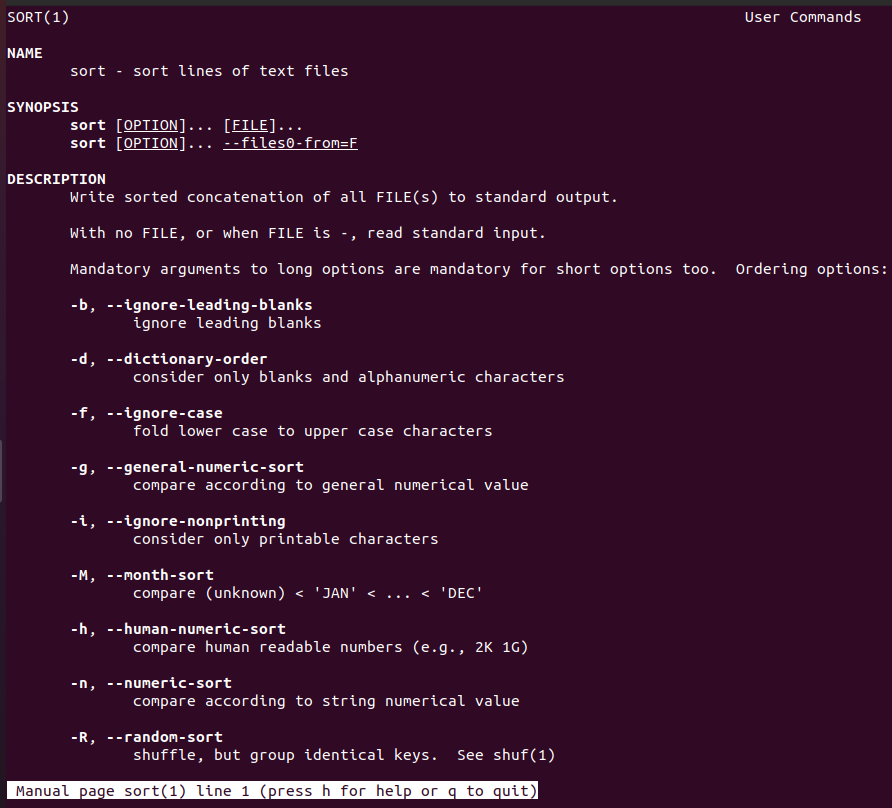 SORT(1) User Commands
NAME
sort - sort lines of text files
SYNOPSIS
sort [OPTION]... [FILE]...
sort [OPTION]... --files0-from=F
DESCRIPTION
Write sorted concatenation of all FILE(s) to standard output.
With no FILE, or when FILE is -, read standard input.
Mandatory arguments to long options are mandatory for short options too.  Ordering options:
-b, --ignore-leading-blanks
ignore leading blanks
-d, --dictionary-order
consider only blanks and alphanumeric characters
-f, --ignore-case
fold lower case to upper case characters
-g, --general-numeric-sort
compare according to general numerical value
-i, --ignore-nonprinting
consider only printable characters
-M, --month-sort
compare (unknown) < 'JAN' < ... < 'DEC'
-h, --human-numeric-sort
compare human readable numbers (e.g., 2K 1G)
-n, --numeric-sort
compare according to string numerical value
-R, --random-sort
shuffle, but group identical keys.  See shuf(1)
Manual page sort(1) line 1 (press h for help or q to quit)